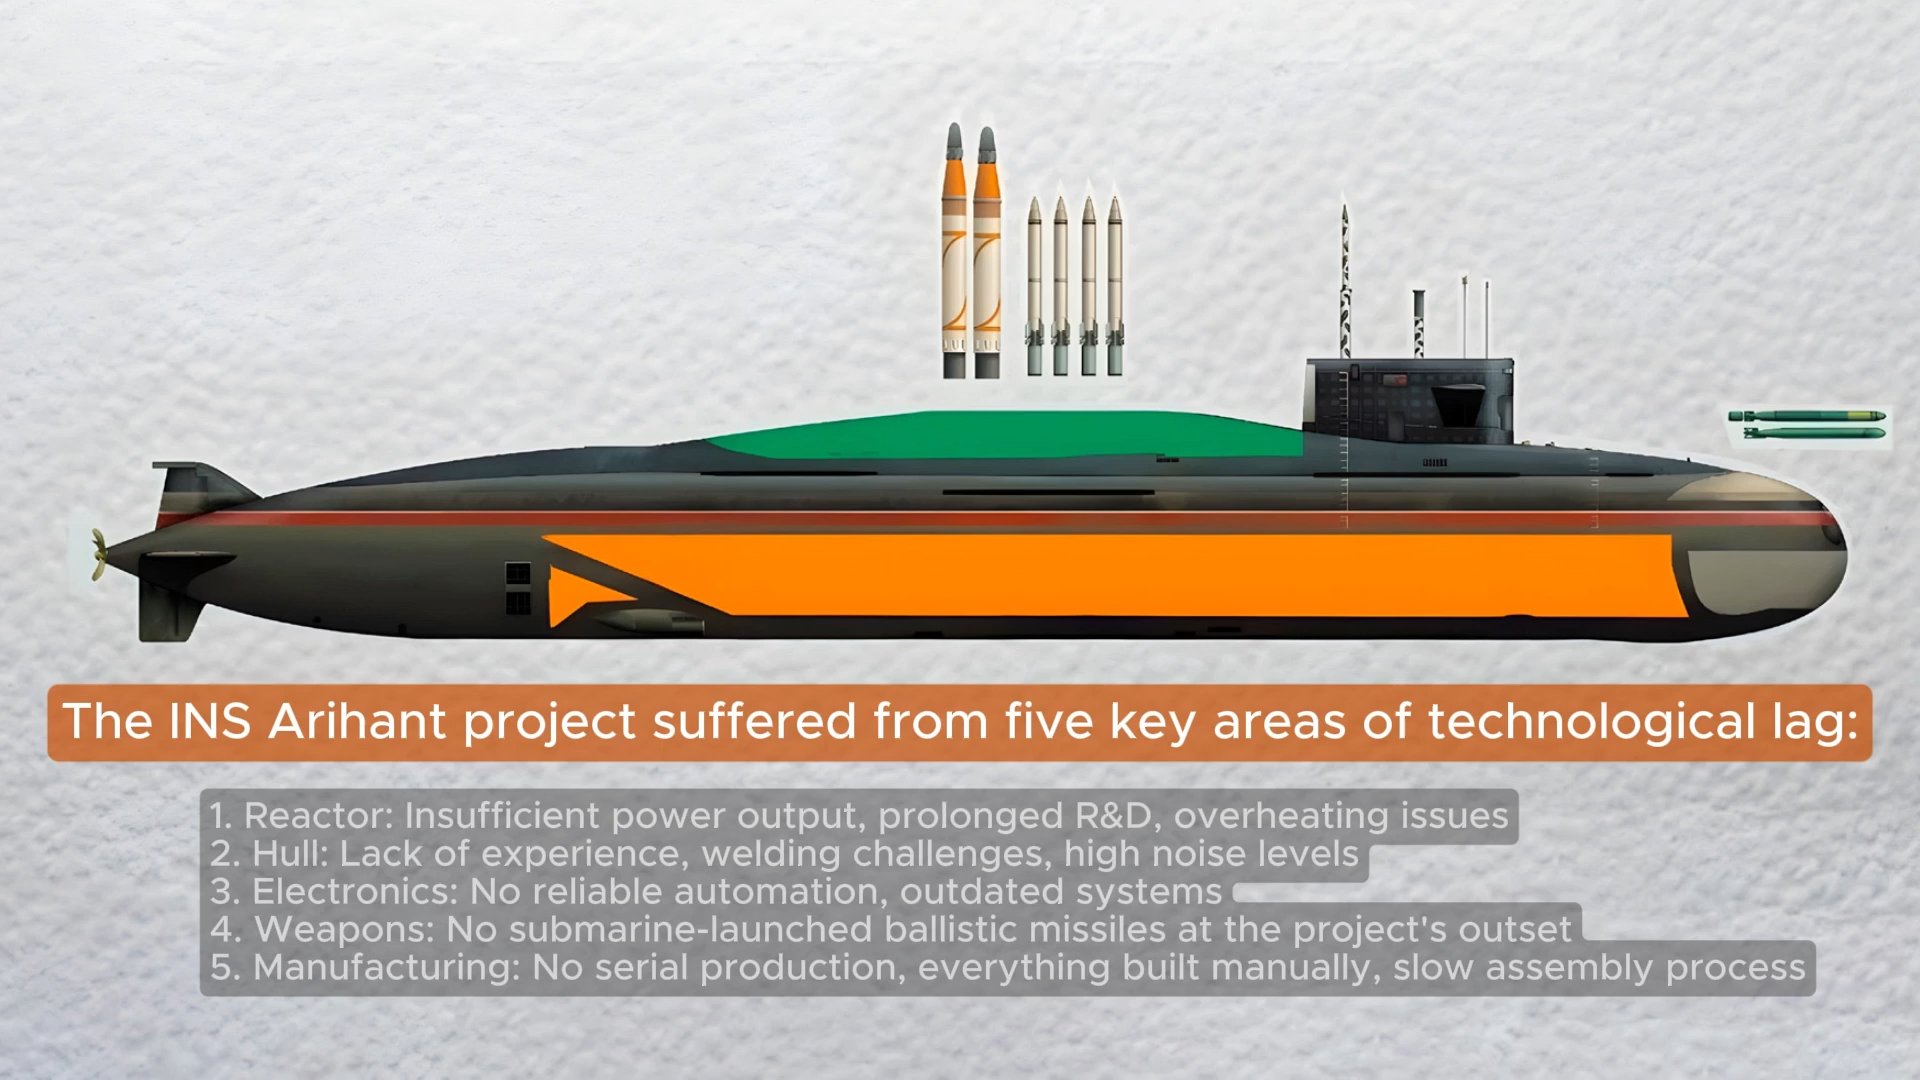 The INS Arihant project suffered from five key areas of technological lag:
1. Reactor: Insufficient power output, prolonged R&D, overheating issues
2. Hull: Lack of experience, welding challenges, high noise levels
3. Electronics: No reliable automation, outdated systems
4. Weapons: No submarine-launched ballistic missiles at the project's outset
5. Manufacturing: No serial production, everything built manually, slow assembly process